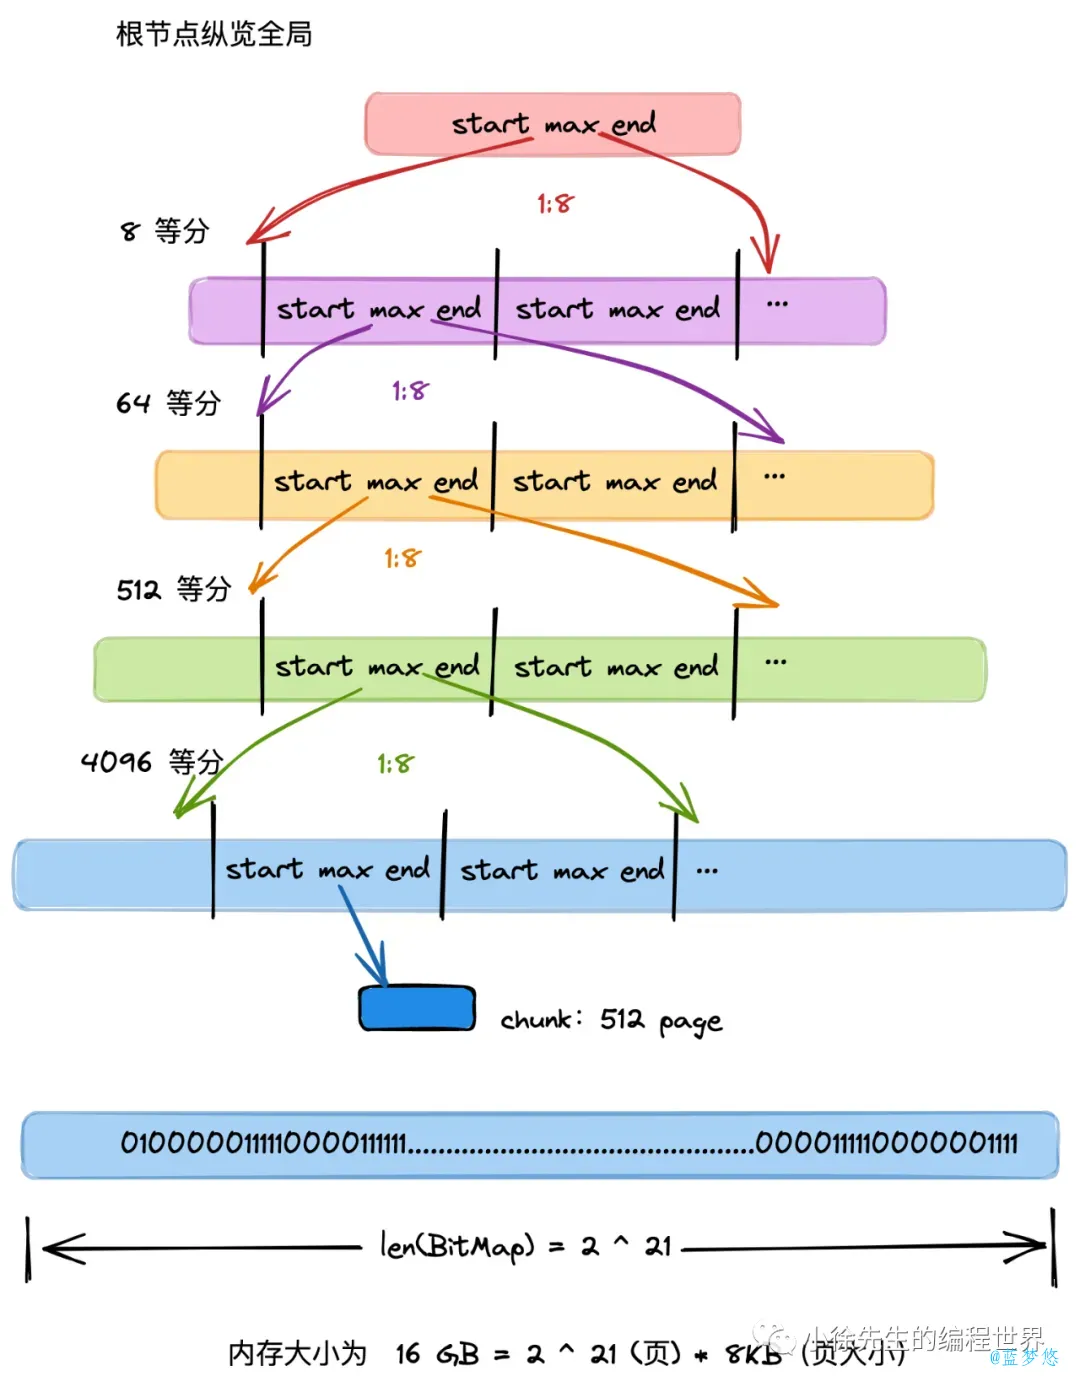 根节点纵览全局
start max end
1:8
8 等分
start max end start max end ...
1:8
64 等分
start max end start max end ...
1:8
512 等分
start max end start max end ...
1:8
4096 等分
start max end start max end ...
chunk: 512 page
0100000111110000111111...............................................00001111100000001111
len(BitMap) = 2 ^ 21
内存大小为 16 GB = 2 ^ 21 (页) * 8KB (页大小)
小徐先生的编程世界
@蓝梦悠